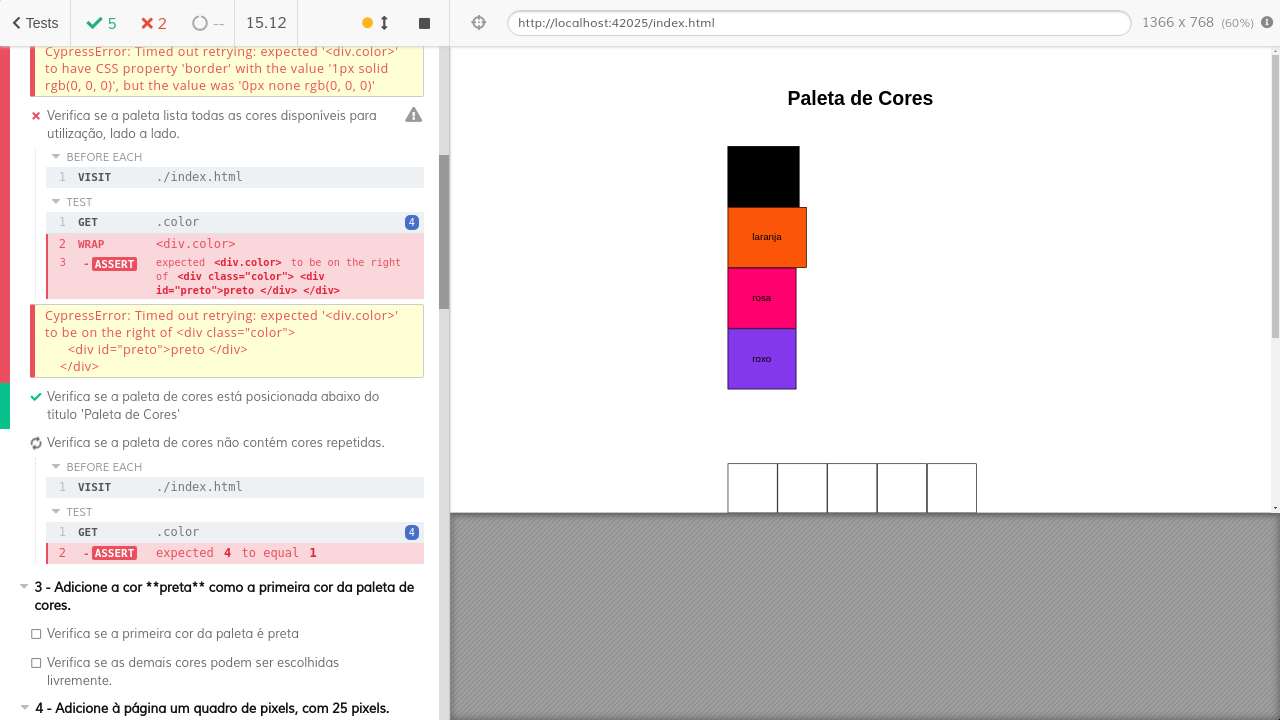 Tests
5
2
--
15.12
http://localhost:42025/index.html
1366 x 768 (60%)
CypressError: Timed out retrying: expected '<div.color>'
to have CSS property 'border' with the value '1px solid
rgb(0, 0, 0)', but the value was '0px none rgb(0, 0, 0)'
Verifica se a paleta lista todas as cores disponíveis para
utilização, lado a lado.
BEFORE EACH
1 VISIT ./index.html
TEST
1 GET .color 4
2 WRAP <div.color>
3 - ASSERT expected <div.color> to be on the right
of <div class="color"> <div
id="preto">preto </div> </div>
CypressError: Timed out retrying: expected '<div.color>'
to be on the right of <div class="color">
<div id="preto">preto </div>
</div>
Verifica se a paleta de cores está posicionada abaixo do
título 'Paleta de Cores'
Verifica se a paleta de cores não contém cores repetidas.
BEFORE EACH
1 VISIT ./index.html
TEST
1 GET .color 4
2 - ASSERT expected 4 to equal 1
3 - Adicione a cor **preta** como a primeira cor da paleta de
cores.
Verifica se a primeira cor da paleta é preta
Verifica se as demais cores podem ser escolhidas
livremente.
4 - Adicione à página um quadro de pixels, com 25 pixels.
Paleta de Cores
laranja
rosa
roxo